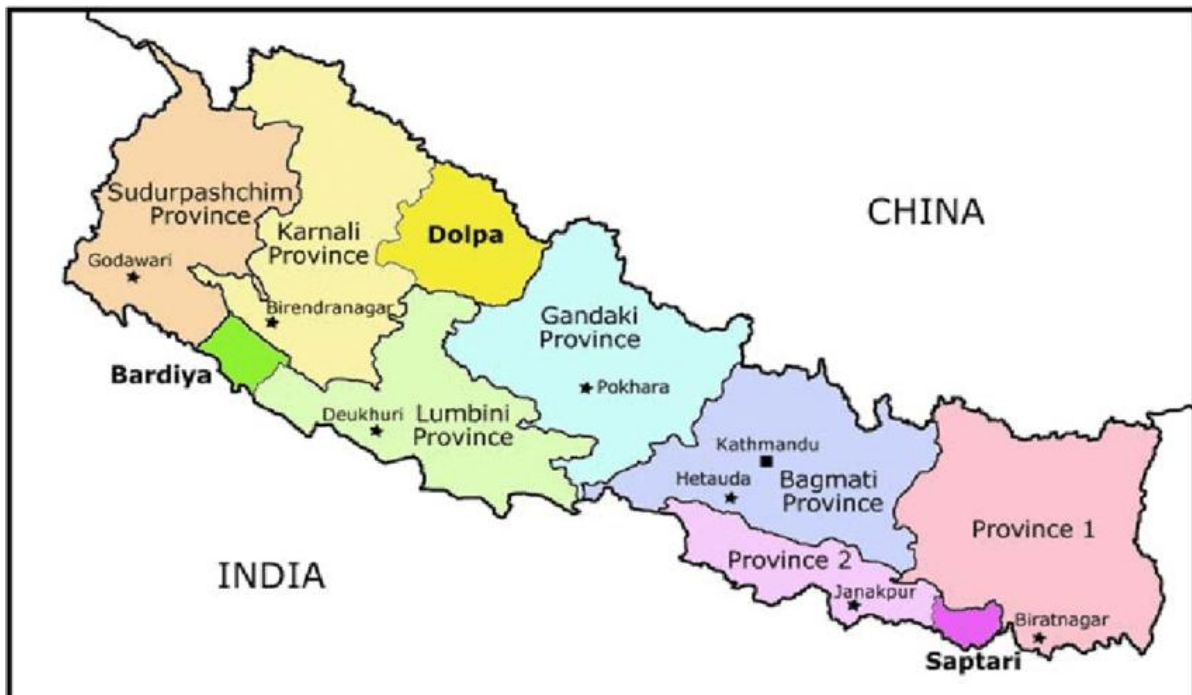 CHINA
Sudurpashchim
Province
Karnali
Province
Dolpa
Godawari
Birendranagar
Gandaki
Province
Bardiya
Pokhara
Deukhuri
Lumbini
Province
Kathmandu
Hetauda
Bagmati
Province
Province 1
INDIA
Province 2
Janakpur
Biratnagar
Saptari